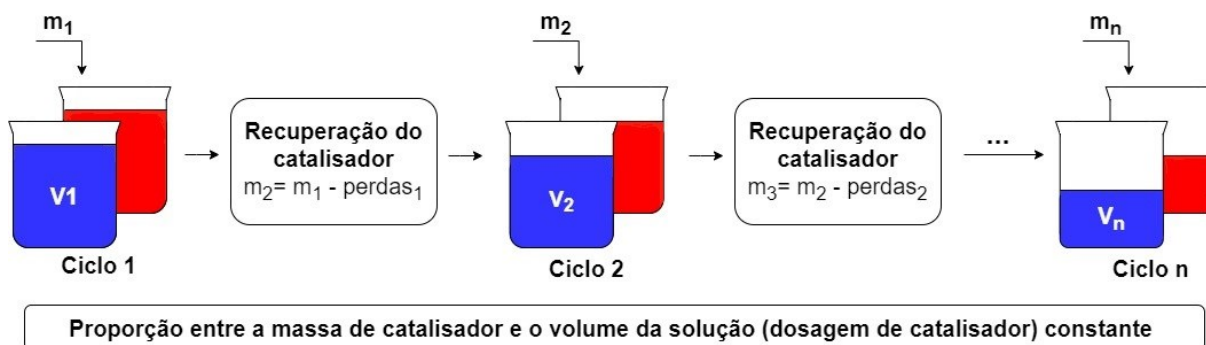 m₁
m₂
mₙ
Recuperação do
catalisador
m₂= m₁ - perdas₁
Recuperação do
catalisador
m₃= m₂ - perdas₂
...
V1
V₂
Vₙ
Ciclo 1
Ciclo 2
Ciclo n
Proporção entre a massa de catalisador e o volume da solução (dosagem de catalisador) constante